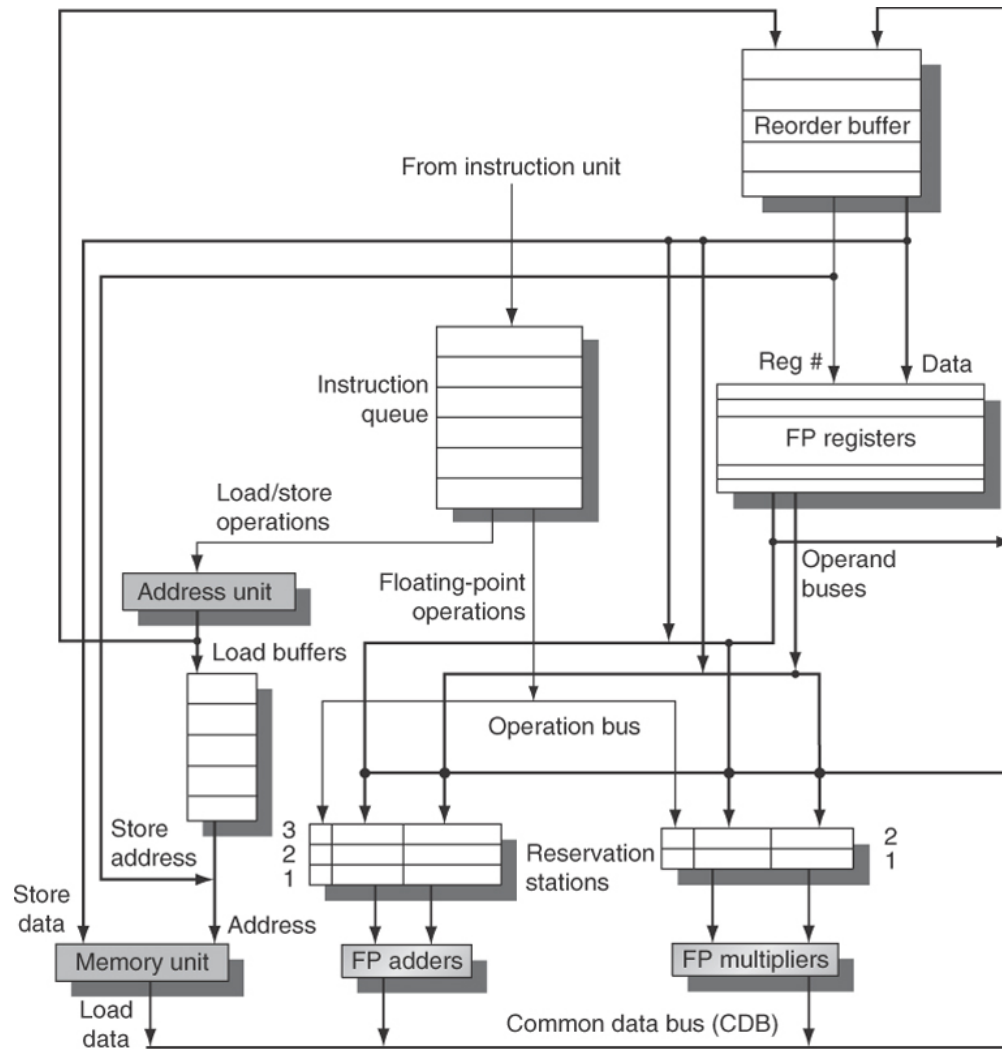 Reorder buffer
From instruction unit
Reg #
Data
Instruction
queue
FP registers
Load/store
operations
Operand
buses
Address unit
Floating-point
operations
Load buffers
Operation bus
Store
address
3
2
1
Reservation
stations
2
1
Store
data
Address
Memory unit
FP adders
FP multipliers
Load
data
Common data bus (CDB)